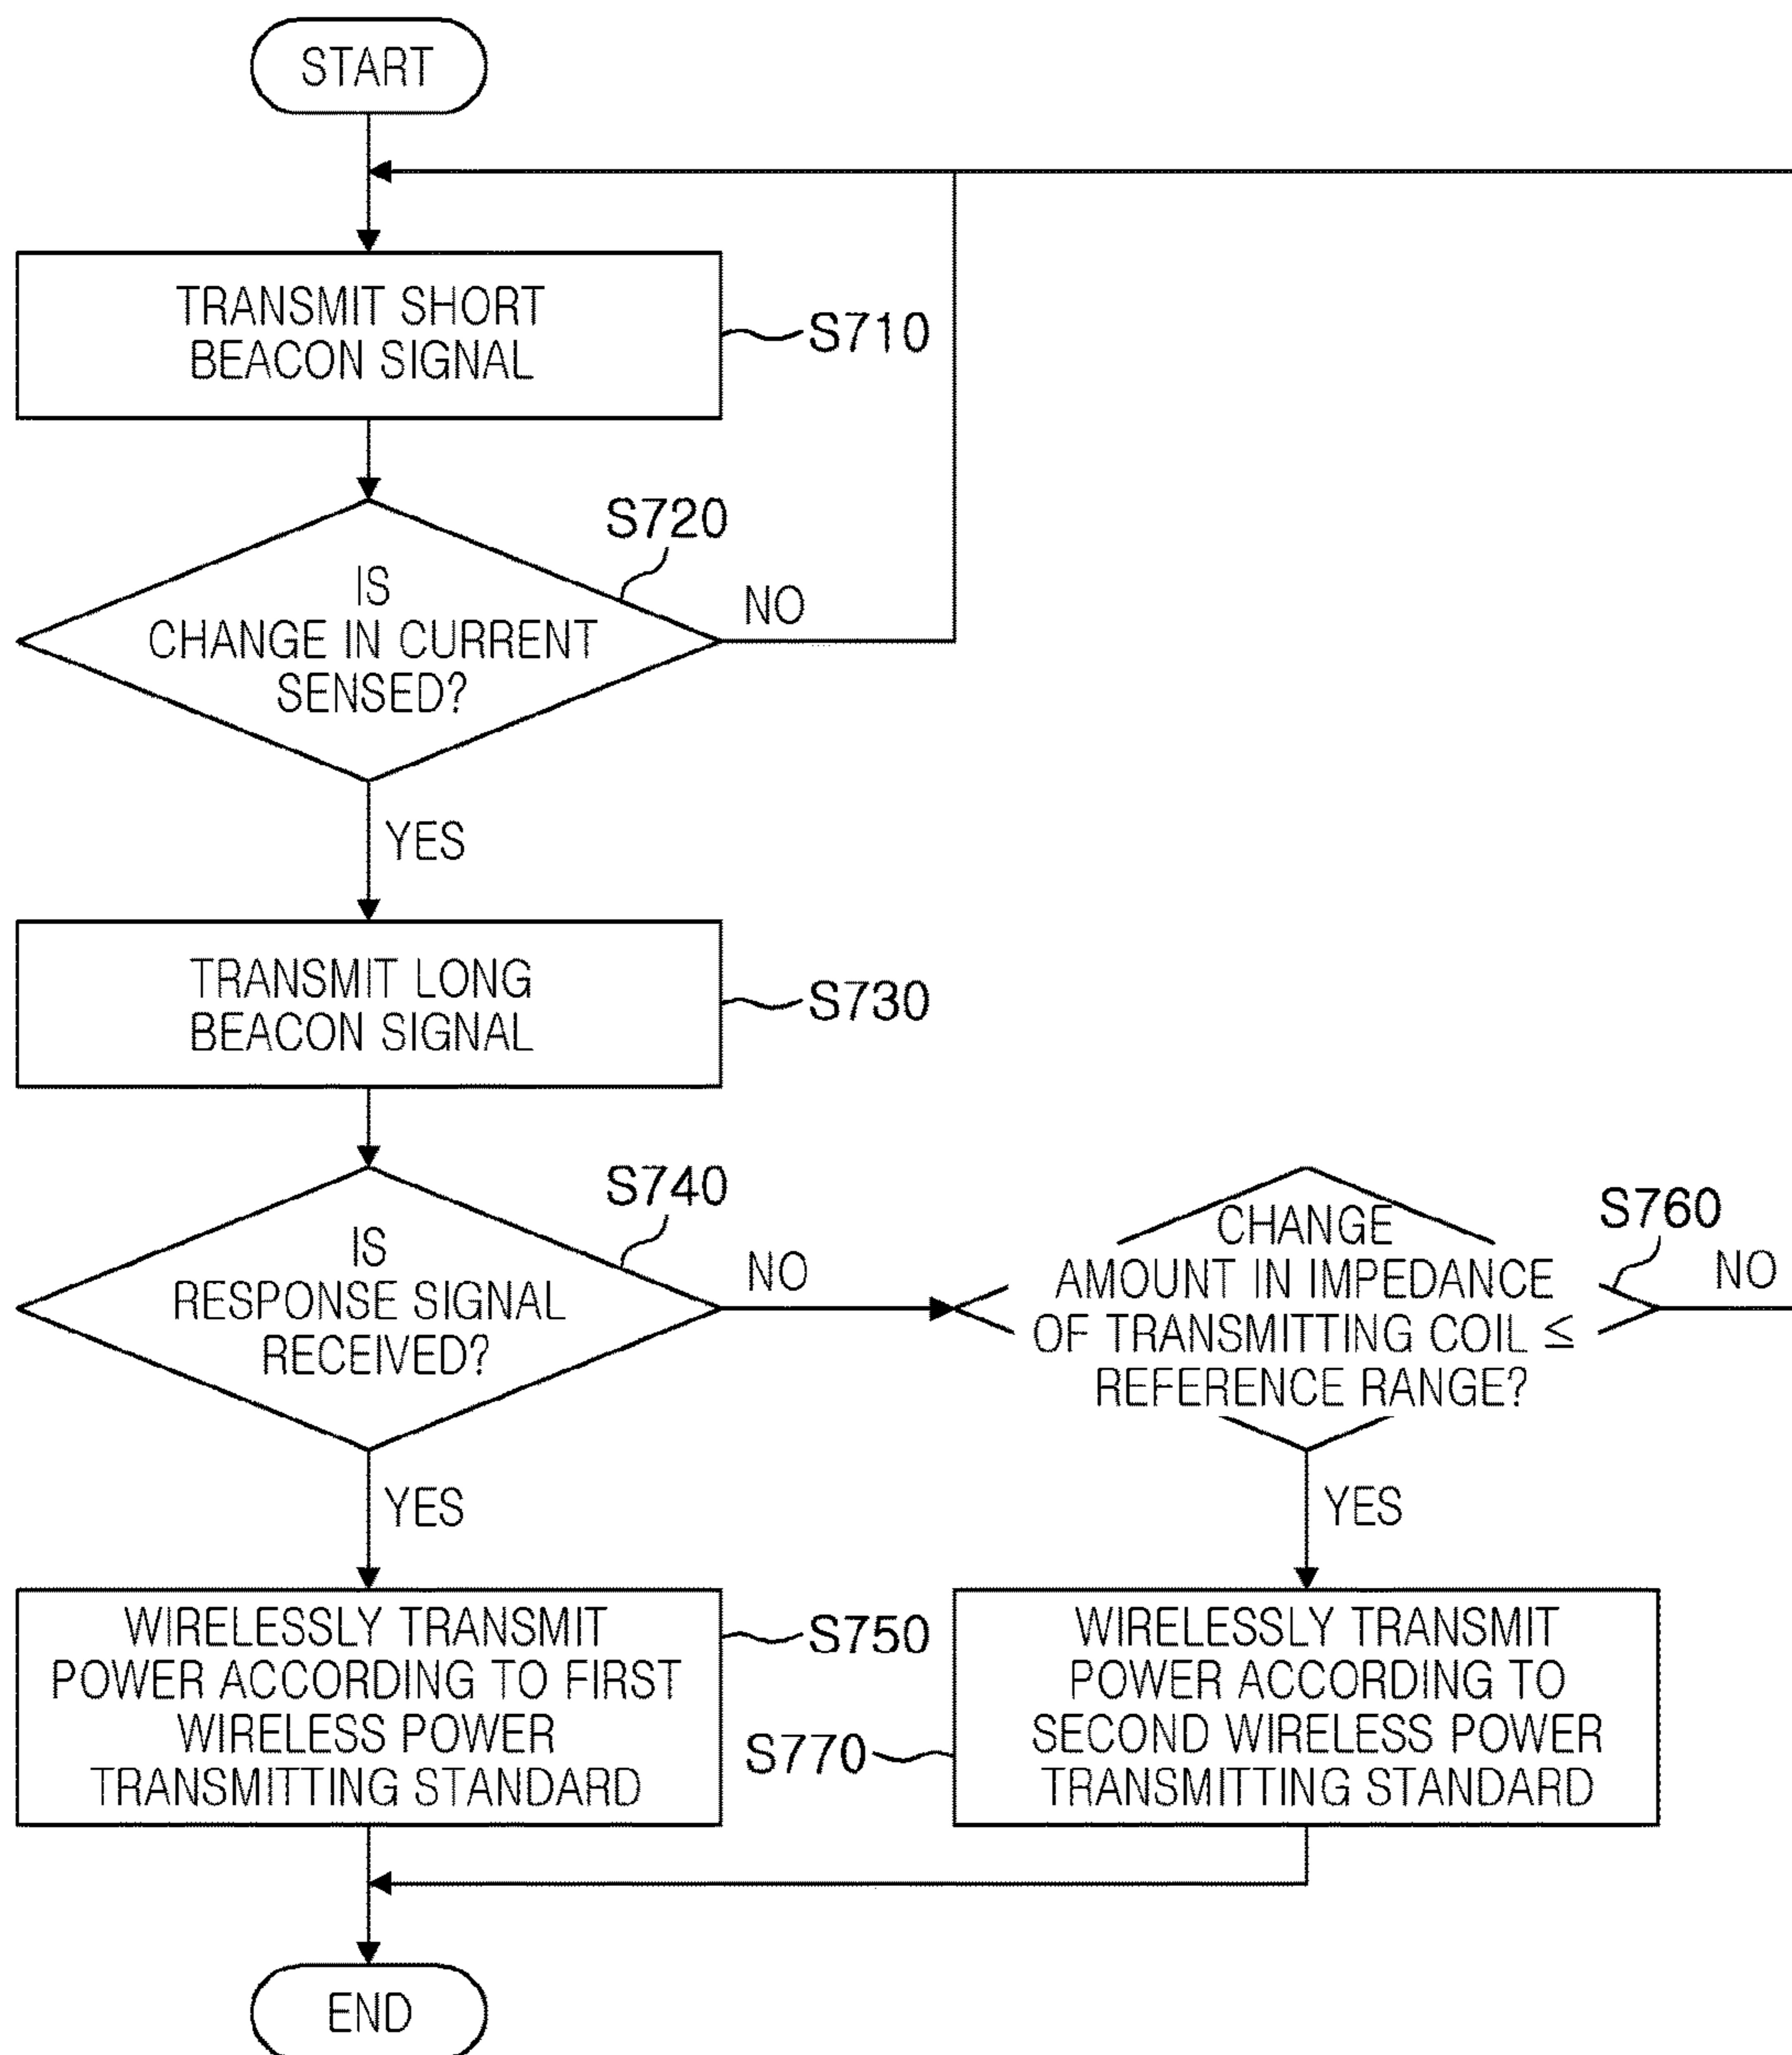 START
TRANSMIT SHORT
BEACON SIGNAL
S710
S720
IS
CHANGE IN CURRENT
SENSED?
NO
YES
TRANSMIT LONG
BEACON SIGNAL
S730
S740
IS
RESPONSE SIGNAL
RECEIVED?
NO
S760
CHANGE
AMOUNT IN IMPEDANCE
OF TRANSMITTING COIL ≤
REFERENCE RANGE?
NO
YES
YES
WIRELESSLY TRANSMIT
POWER ACCORDING TO FIRST
WIRELESS POWER
TRANSMITTING STANDARD
S750
S770
WIRELESSLY TRANSMIT
POWER ACCORDING TO
SECOND WIRELESS POWER
TRANSMITTING STANDARD
END